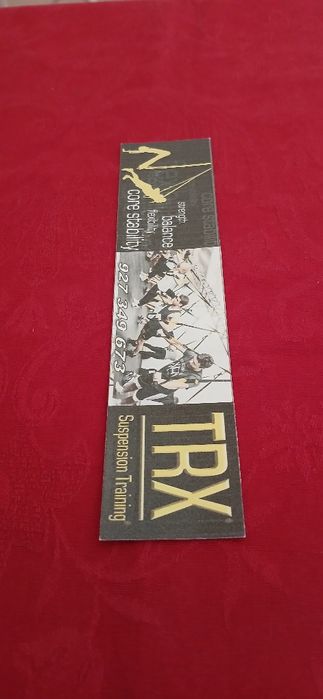 TRX
Suspension Training
927 349 673
strength
balance
flexibility
core stability
core stability